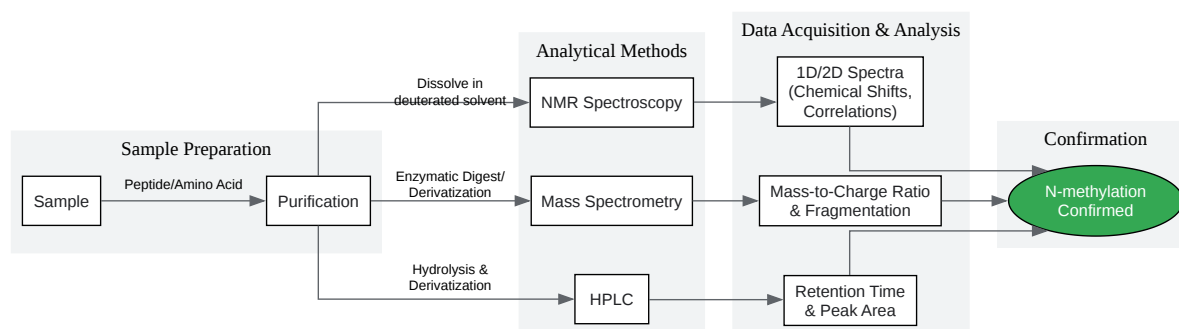 Data Acquisition & Analysis
Analytical Methods
Dissolve in
deuterated solvent
NMR Spectroscopy
1D/2D Spectra
(Chemical Shifts,
Correlations)
Sample Preparation
Confirmation
Sample
Peptide/Amino Acid
Purification
Enzymatic Digest/
Derivatization
Mass Spectrometry
Mass-to-Charge Ratio
& Fragmentation
N-methylation
Confirmed
Hydrolysis &
Derivatization
HPLC
Retention Time
& Peak Area